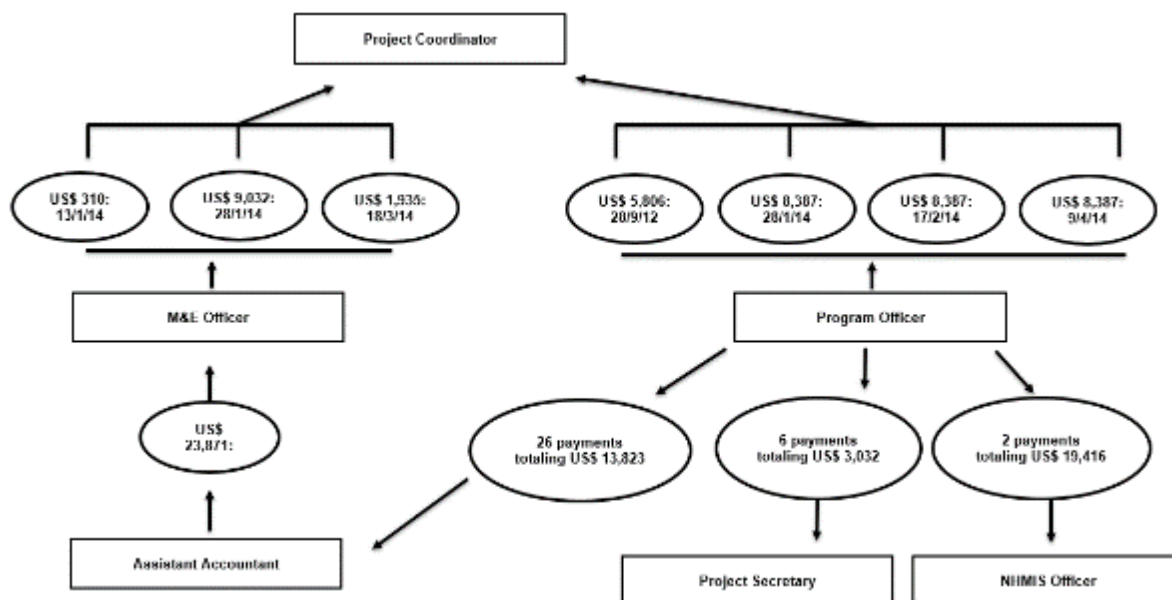 Project Coordinator
US$ 310:
13/1/14
US$ 9,032:
28/1/14
US$ 1,935:
18/3/14
US$ 5,806:
20/9/12
US$ 8,387:
28/1/14
US$ 8,387:
17/2/14
US$ 8,387:
9/4/14
M&E Officer
Program Officer
US$
23,871:
26 payments
totaling US$ 13,823
6 payments
totaling US$ 3,032
2 payments
totaling US$ 19,416
Assistant Accountant
Project Secretary
NHMIS Officer